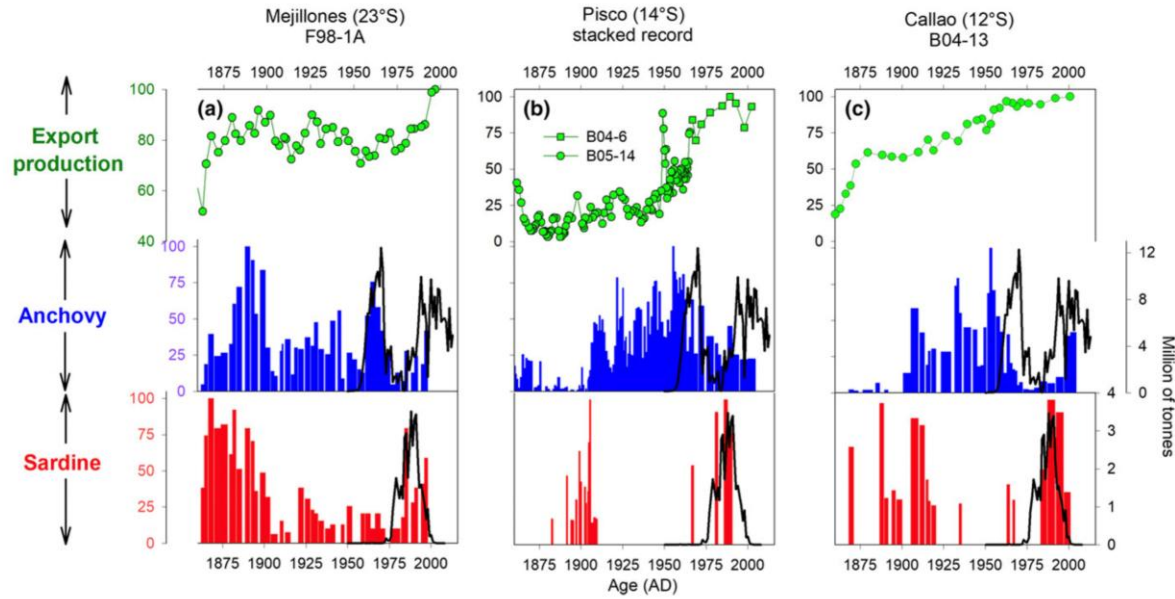 Mejillones (23°S)
F98-1A
Pisco (14°S)
stacked record
Callao (12°S)
B04-13
1875 1900 1925 1950 1975 2000
1875 1900 1925 1950 1975 2000
1875 1900 1925 1950 1975 2000
Export
production
100
80
60
40
(a)
100
75
50
25
0
(b)
B04-6
B05-14
100
75
50
25
0
(c)
Anchovy
100
75
50
25
0
12
8
4
0
Million of tonnes
Sardine
100
75
50
25
0
4
3
2
1
0
1875 1900 1925 1950 1975 2000
1875 1900 1925 1950 1975 2000
1875 1900 1925 1950 1975 2000
Age (AD)